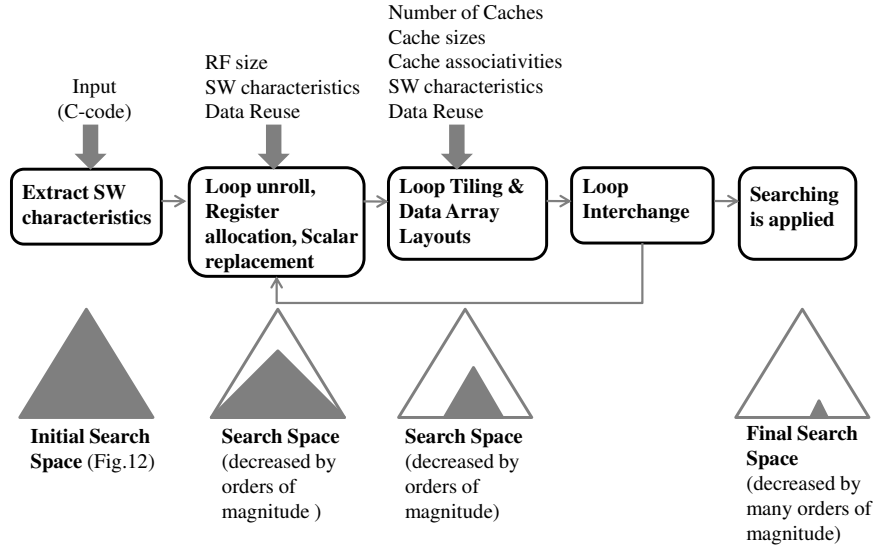 Number of Caches
Cache sizes
Cache associativities
SW characteristics
Data Reuse
RF size
SW characteristics
Data Reuse
Input
(C-code)
Extract SW
characteristics
Loop unroll,
Register
allocation, Scalar
replacement
Loop Tiling &
Data Array
Layouts
Loop
Interchange
Searching
is applied
Initial Search
Space (Fig.12)
Search Space
(decreased by
orders of
magnitude )
Search Space
(decreased by
orders of
magnitude)
Final Search
Space
(decreased by
many orders of
magnitude)